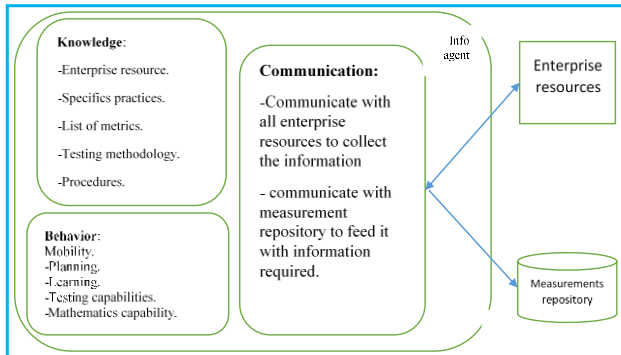 Knowledge:
-Enterprise resource.
-Specifics practices.
-List of metrics.
-Testing methodology.
-Procedures.
Behavior:
Mobility.
-Planning.
-Learning.
-Testing capabilities.
-Mathematics capability.
Communication:
-Communicate with
all enterprise
resources to collect
the information
- communicate with
measurement
repository to feed it
with information
required.
Info
agent
Enterprise
resources
Measurements
repository